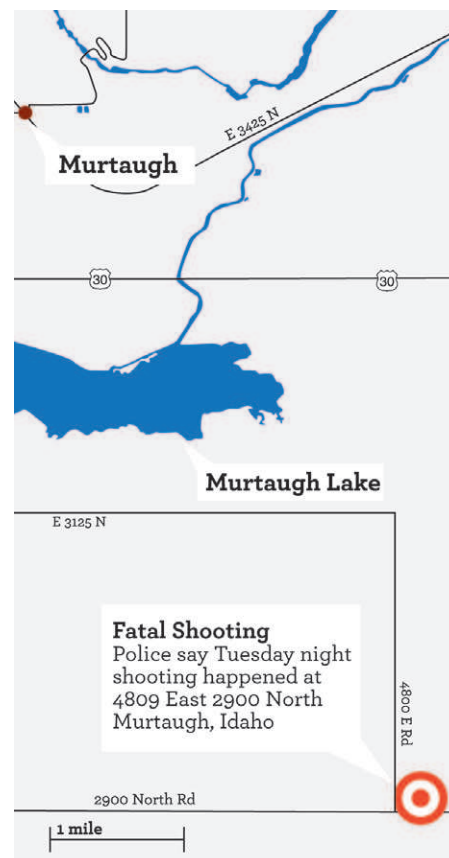 E 3425 N
Murtaugh
30
30
Murtaugh Lake
E 3125 N
Fatal Shooting
Police say Tuesday night
shooting happened at
4809 East 2900 North
Murtaugh, Idaho
4800 E Rd
2900 North Rd
1 mile